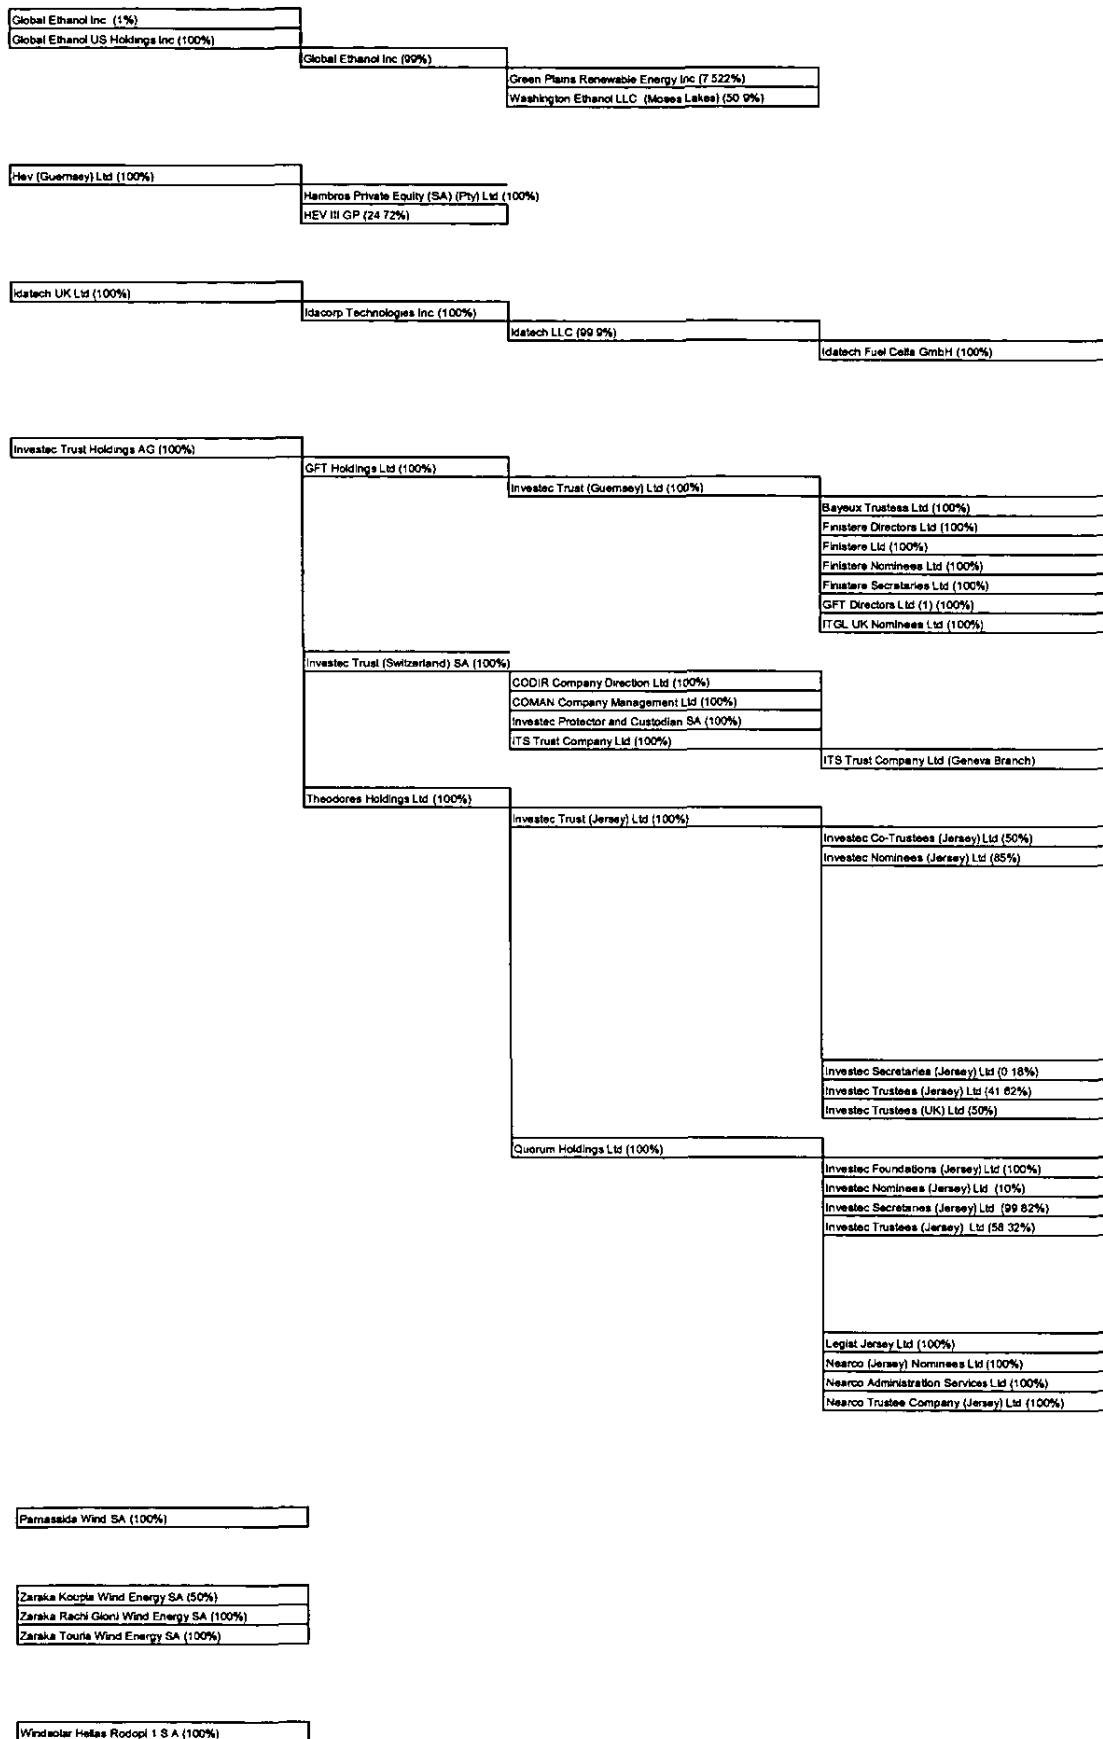 Global Ethanol Inc (1%)
Global Ethanol US Holdings Inc (100%)
Global Ethanol Inc (99%)
Green Plains Renewable Energy Inc (7 522%)
Washington Ethanol LLC (Moses Lakes) (50 9%)
Hev (Guernsey) Ltd (100%)
Hambros Private Equity (SA) (Pty) Ltd (100%)
HEV III GP (24 72%)
Idatech UK Ltd (100%)
Idacorp Technologies Inc (100%)
Idatech LLC (99 9%)
Idatech Fuel Cells GmbH (100%)
Investec Trust Holdings AG (100%)
GFT Holdings Ltd (100%)
Investec Trust (Guernsey) Ltd (100%)
Bayeux Trustees Ltd (100%)
Finistere Directors Ltd (100%)
Finistere Ltd (100%)
Finistere Nominees Ltd (100%)
Finistere Secretaries Ltd (100%)
GFT Directors Ltd (1) (100%)
ITGL UK Nominees Ltd (100%)
Investec Trust (Switzerland) SA (100%)
CODIR Company Direction Ltd (100%)
COMAN Company Management Ltd (100%)
Investec Protector and Custodian SA (100%)
ITS Trust Company Ltd (100%)
ITS Trust Company Ltd (Geneva Branch)
Theodores Holdings Ltd (100%)
Investec Trust (Jersey) Ltd (100%)
Investec Co-Trustees (Jersey) Ltd (50%)
Investec Nominees (Jersey) Ltd (85%)
Investec Secretaries (Jersey) Ltd (0 18%)
Investec Trustees (Jersey) Ltd (41 62%)
Investec Trustees (UK) Ltd (50%)
Quorum Holdings Ltd (100%)
Investec Foundations (Jersey) Ltd (100%)
Investec Nominees (Jersey) Ltd (10%)
Investec Secretaries (Jersey) Ltd (99 82%)
Investec Trustees (Jersey) Ltd (58 32%)
Legist Jersey Ltd (100%)
Nearco (Jersey) Nominees Ltd (100%)
Nearco Administration Services Ltd (100%)
Nearco Trustee Company (Jersey) Ltd (100%)
Parnassida Wind SA (100%)
Zaraka Koupia Wind Energy SA (50%)
Zaraka Rachi Gioni Wind Energy SA (100%)
Zaraka Tourla Wind Energy SA (100%)
Windsolar Hellas Rodopi 1 S A (100%)